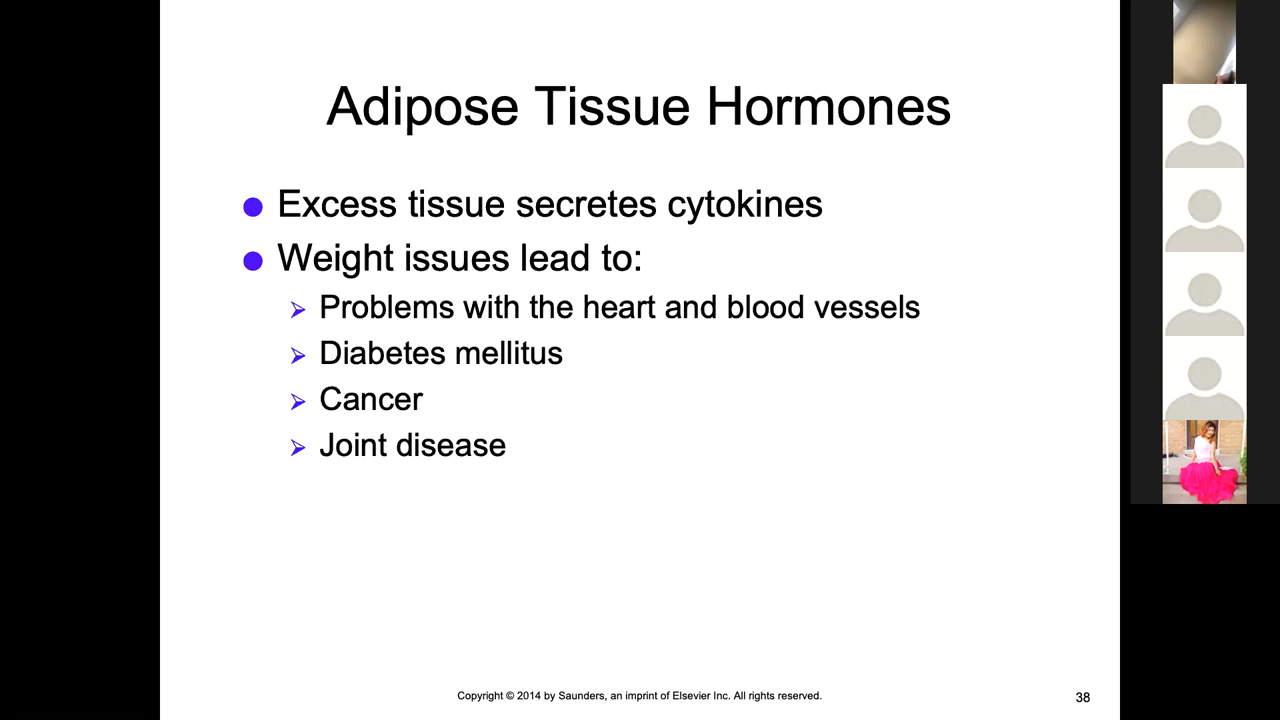 Adipose Tissue Hormones
Excess tissue secretes cytokines
Weight issues lead to:
Problems with the heart and blood vessels
Diabetes mellitus
Cancer
Joint disease
Copyright © 2014 by Saunders, an imprint of Elsevier Inc. All rights reserved.
38